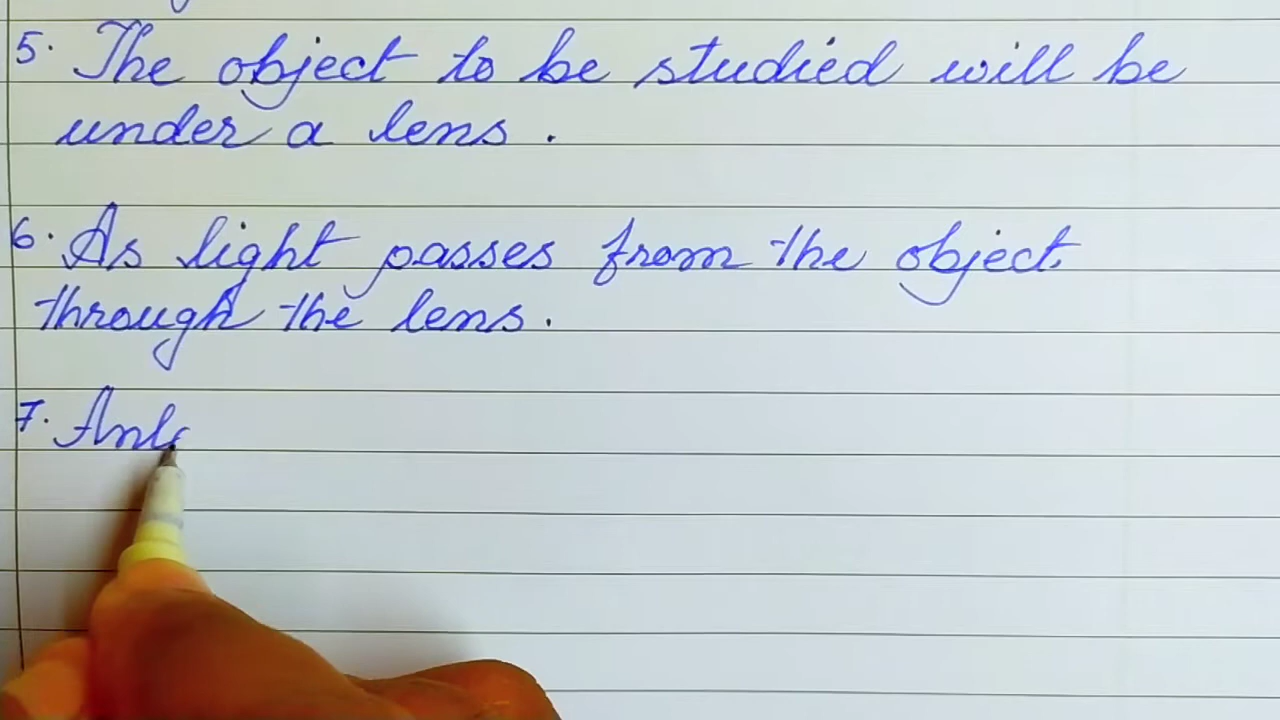 5. The object to be studied will be
under a lens.
6. As light passes from the object
through the lens.
7.